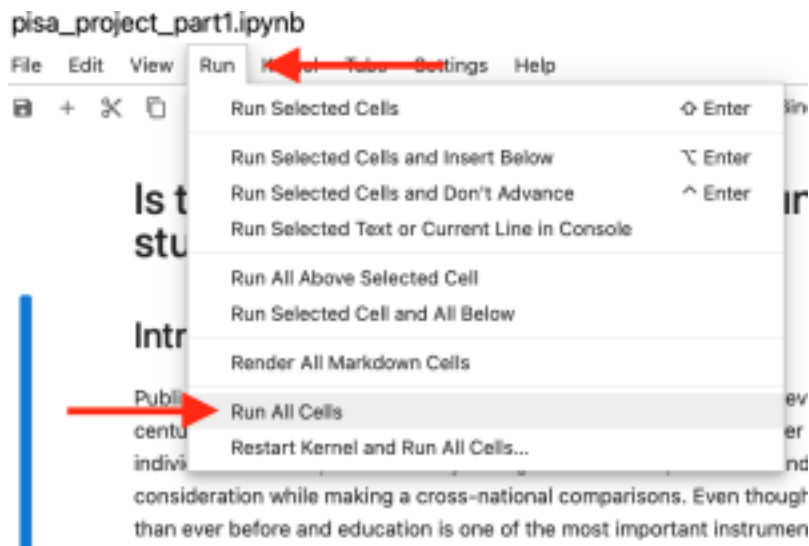 pisa_project_part1.ipynb
File Edit View Run Kernel Tabs Settings Help
Run Selected Cells ⇧ Enter
Run Selected Cells and Insert Below ⌥ Enter
Is t
Run Selected Cells and Don't Advance ^ Enter
stu
Run Selected Text or Current Line in Console
Run All Above Selected Cell
Run Selected Cell and All Below
Intr
Render All Markdown Cells
Publi
Run All Cells
centu
er
Restart Kernel and Run All Cells...
indivi
consideration while making a cross-national comparisons. Even though
than ever before and education is one of the most important instrumen